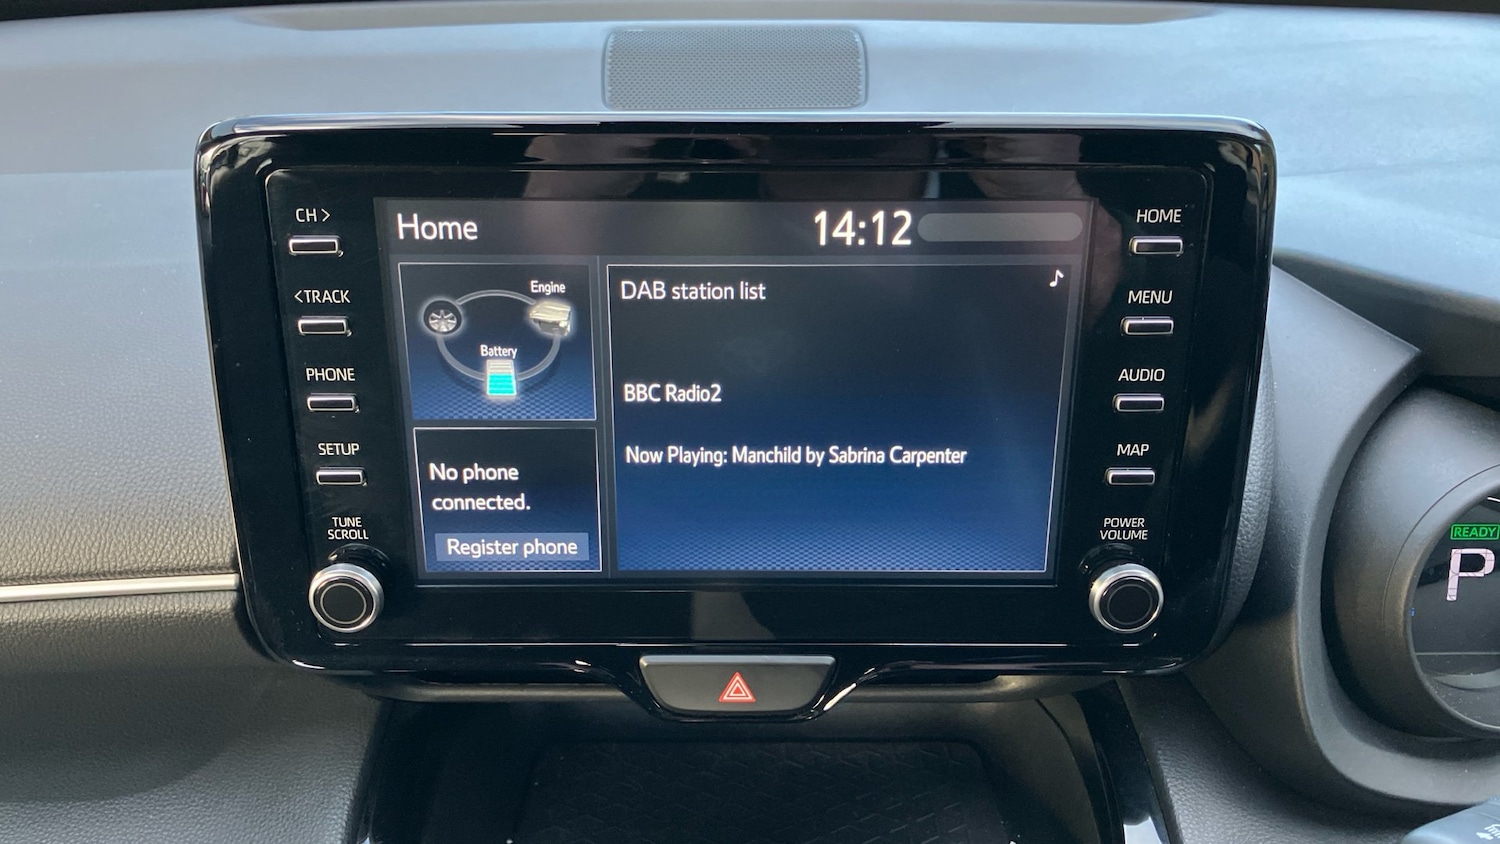 CH >
<TRACK
PHONE
SETUP
TUNE
SCROLL
Home
14:12
Engine
Battery
No phone
connected.
Register phone
DAB station list
BBC Radio2
Now Playing: Manchild by Sabrina Carpenter
HOME
MENU
AUDIO
MAP
POWER
VOLUME
READY
P